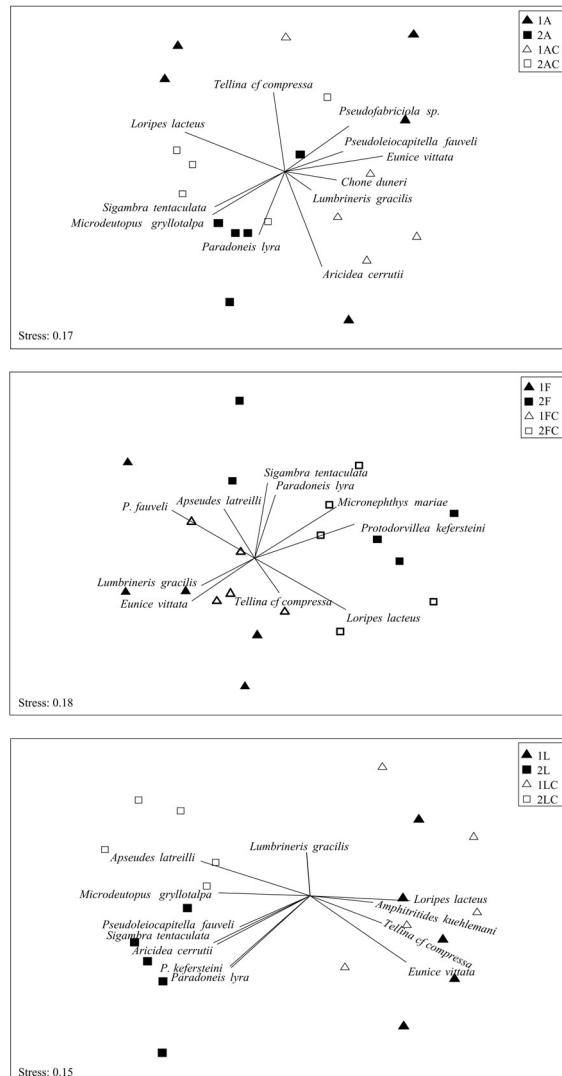 1A
2A
1AC
2AC
Tellina cf compressa
Pseudofabriciola sp.
Loripes lacteus
Pseudoleiocapitella fauveli
Eunice vittata
Chone duneri
Lumbrineris gracilis
Sigambra tentaculata
Microdeutopus gryllotalpa
Paradoneis lyra
Aricidea cerrutii
Stress: 0.17
1F
2F
1FC
2FC
Sigambra tentaculata
Paradoneis lyra
Apseudes latreilli
Micronephthys mariae
P. fauveli
Protodorvillea kefersteini
Lumbrineris gracilis
Eunice vittata
Tellina cf compressa
Loripes lacteus
Stress: 0.18
1L
2L
1LC
2LC
Lumbrineris gracilis
Apseudes latreilli
Microdeutopus gryllotalpa
Loripes lacteus
Amphitritides kuehlemani
Pseudoleiocapitella fauveli
Tellina cf compressa
Sigambra tentaculata
Aricidea cerrutii
P. kefersteini
Eunice vittata
Paradoneis lyra
Stress: 0.15